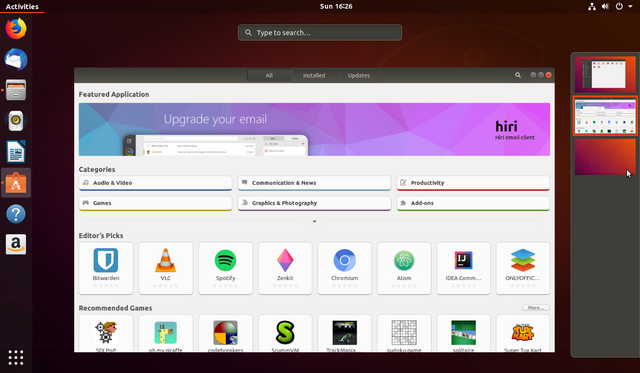 Activities
Sun 16:26
Type to search...
All Installed Updates
Featured Application
Upgrade your email
hiri
Hiri email client
Categories
Audio & Video Communication & News Productivity
Games Graphics & Photography Add-ons
Editor's Picks
Bitwarden VLC Spotify Zenkit Chromium Atom IDEA Comm... ONLYOFFIC...
Recommended Games
More...
SDLPoP oh my giraffe codebreakers ScummVM TrackMania sudoku-game solitaire Super Tux Kart